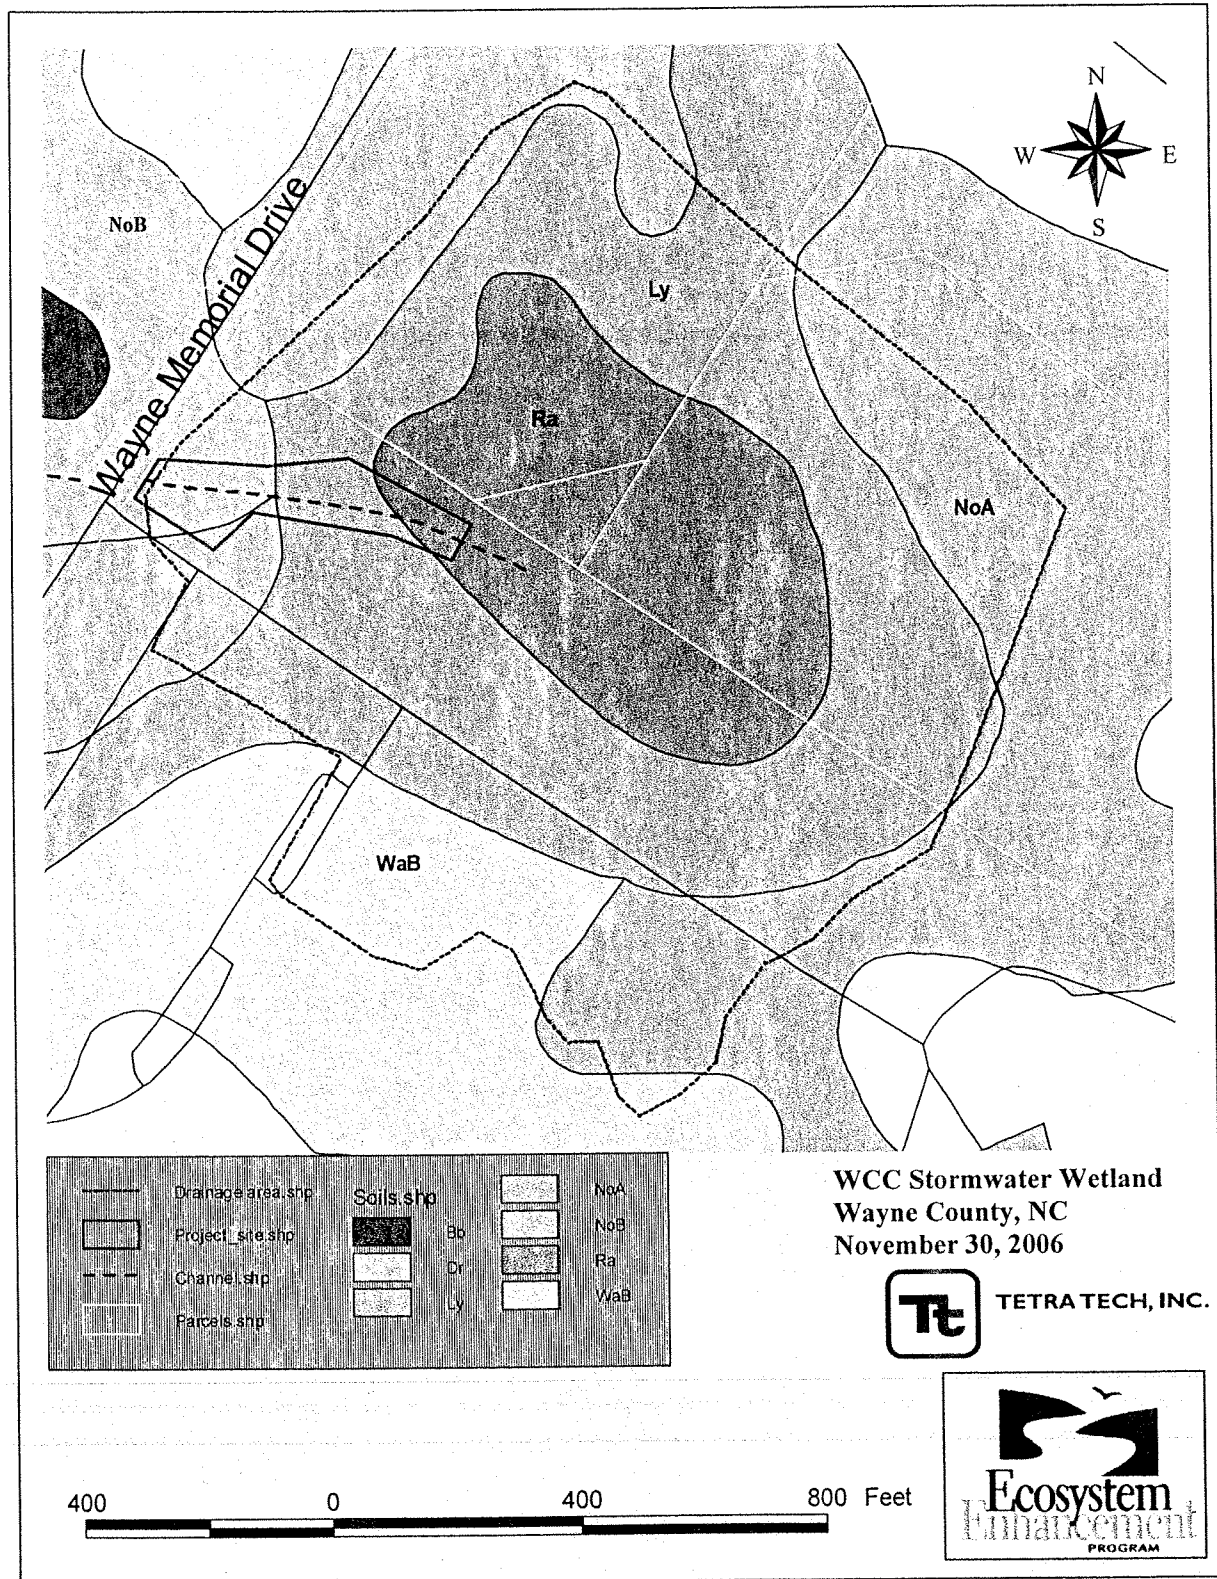 N
W E
S
NoB
Wayne Memorial Drive
Ly
Ra
NoA
WaB
Drainage area.shp
Project_site.shp
Channel.shp
Parcels.shp
Soils.shp
Bb
Dr
Ly
NoA
NoB
Ra
WaB
WCC Stormwater Wetland
Wayne County, NC
November 30, 2006
Tt
TETRA TECH, INC.
400 0 400 800 Feet
Ecosystem
Enhancement
PROGRAM